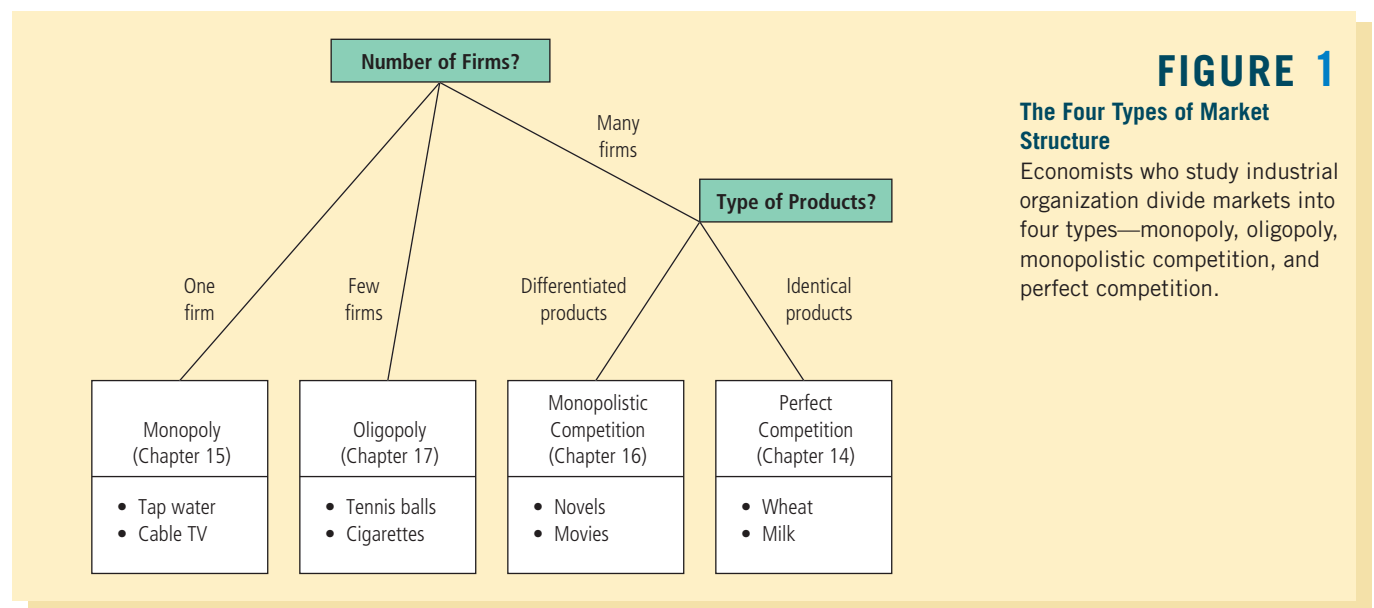 Number of Firms?
FIGURE 1
The Four Types of Market
Structure
Economists who study industrial
organization divide markets into
four types—monopoly, oligopoly,
monopolistic competition, and
perfect competition.
Many
firms
Type of Products?
One
firm
Few
firms
Differentiated
products
Identical
products
Monopoly
(Chapter 15)
• Tap water
• Cable TV
Oligopoly
(Chapter 17)
• Tennis balls
• Cigarettes
Monopolistic
Competition
(Chapter 16)
• Novels
• Movies
Perfect
Competition
(Chapter 14)
• Wheat
• Milk